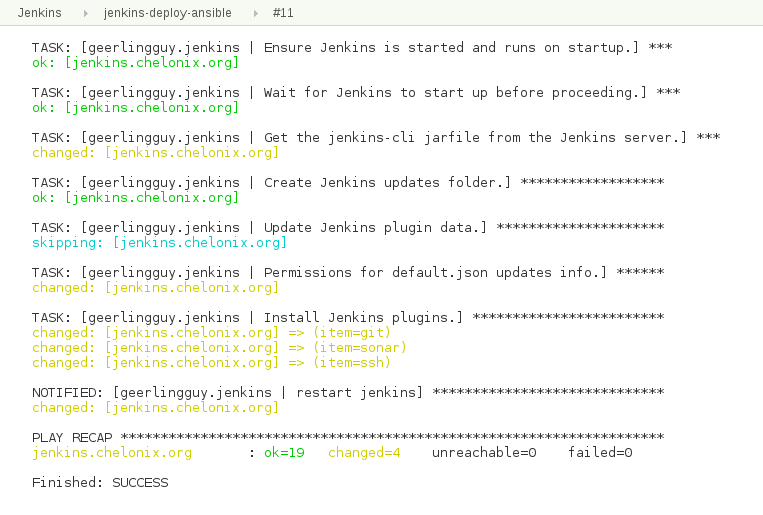 Jenkins jenkins-deploy-ansible #11
TASK: [geerlingguy.jenkins | Ensure Jenkins is started and runs on startup.] ***
ok: [jenkins.chelonix.org]
TASK: [geerlingguy.jenkins | Wait for Jenkins to start up before proceeding.] ***
ok: [jenkins.chelonix.org]
TASK: [geerlingguy.jenkins | Get the jenkins-cli jarfile from the Jenkins server.] ***
changed: [jenkins.chelonix.org]
TASK: [geerlingguy.jenkins | Create Jenkins updates folder.] ******************
ok: [jenkins.chelonix.org]
TASK: [geerlingguy.jenkins | Update Jenkins plugin data.] *********************
skipping: [jenkins.chelonix.org]
TASK: [geerlingguy.jenkins | Permissions for default.json updates info.] ******
changed: [jenkins.chelonix.org]
TASK: [geerlingguy.jenkins | Install Jenkins plugins.] ************************
changed: [jenkins.chelonix.org] => (item=git)
changed: [jenkins.chelonix.org] => (item=sonar)
changed: [jenkins.chelonix.org] => (item=ssh)
NOTIFIED: [geerlingguy.jenkins | restart jenkins] *****************************
changed: [jenkins.chelonix.org]
PLAY RECAP ********************************************************************
jenkins.chelonix.org       : ok=19   changed=4    unreachable=0    failed=0
Finished: SUCCESS